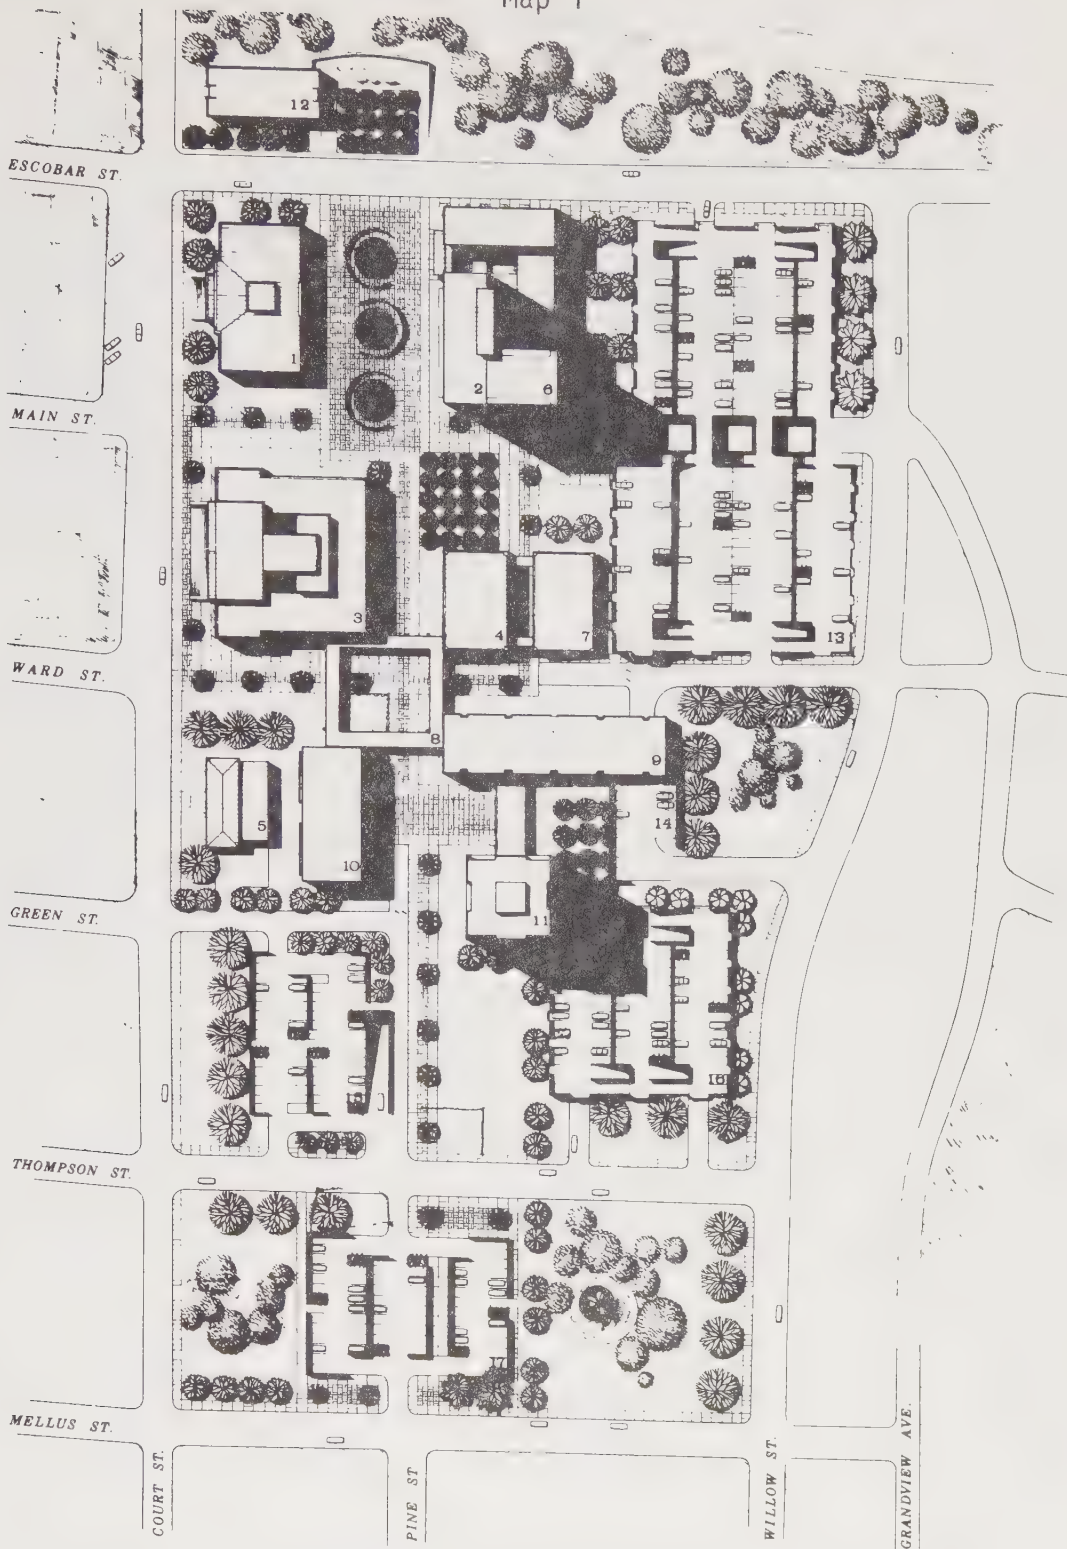 Map 1
12
ESCOBAR ST.
1
2
6
MAIN ST.
3
4
7
13
WARD ST.
8
9
5
14
10
11
GREEN ST.
16
THOMPSON ST.
17
MELLUS ST.
COURT ST.
PINE ST
WILLOW ST.
GRANDVIEW AVE.